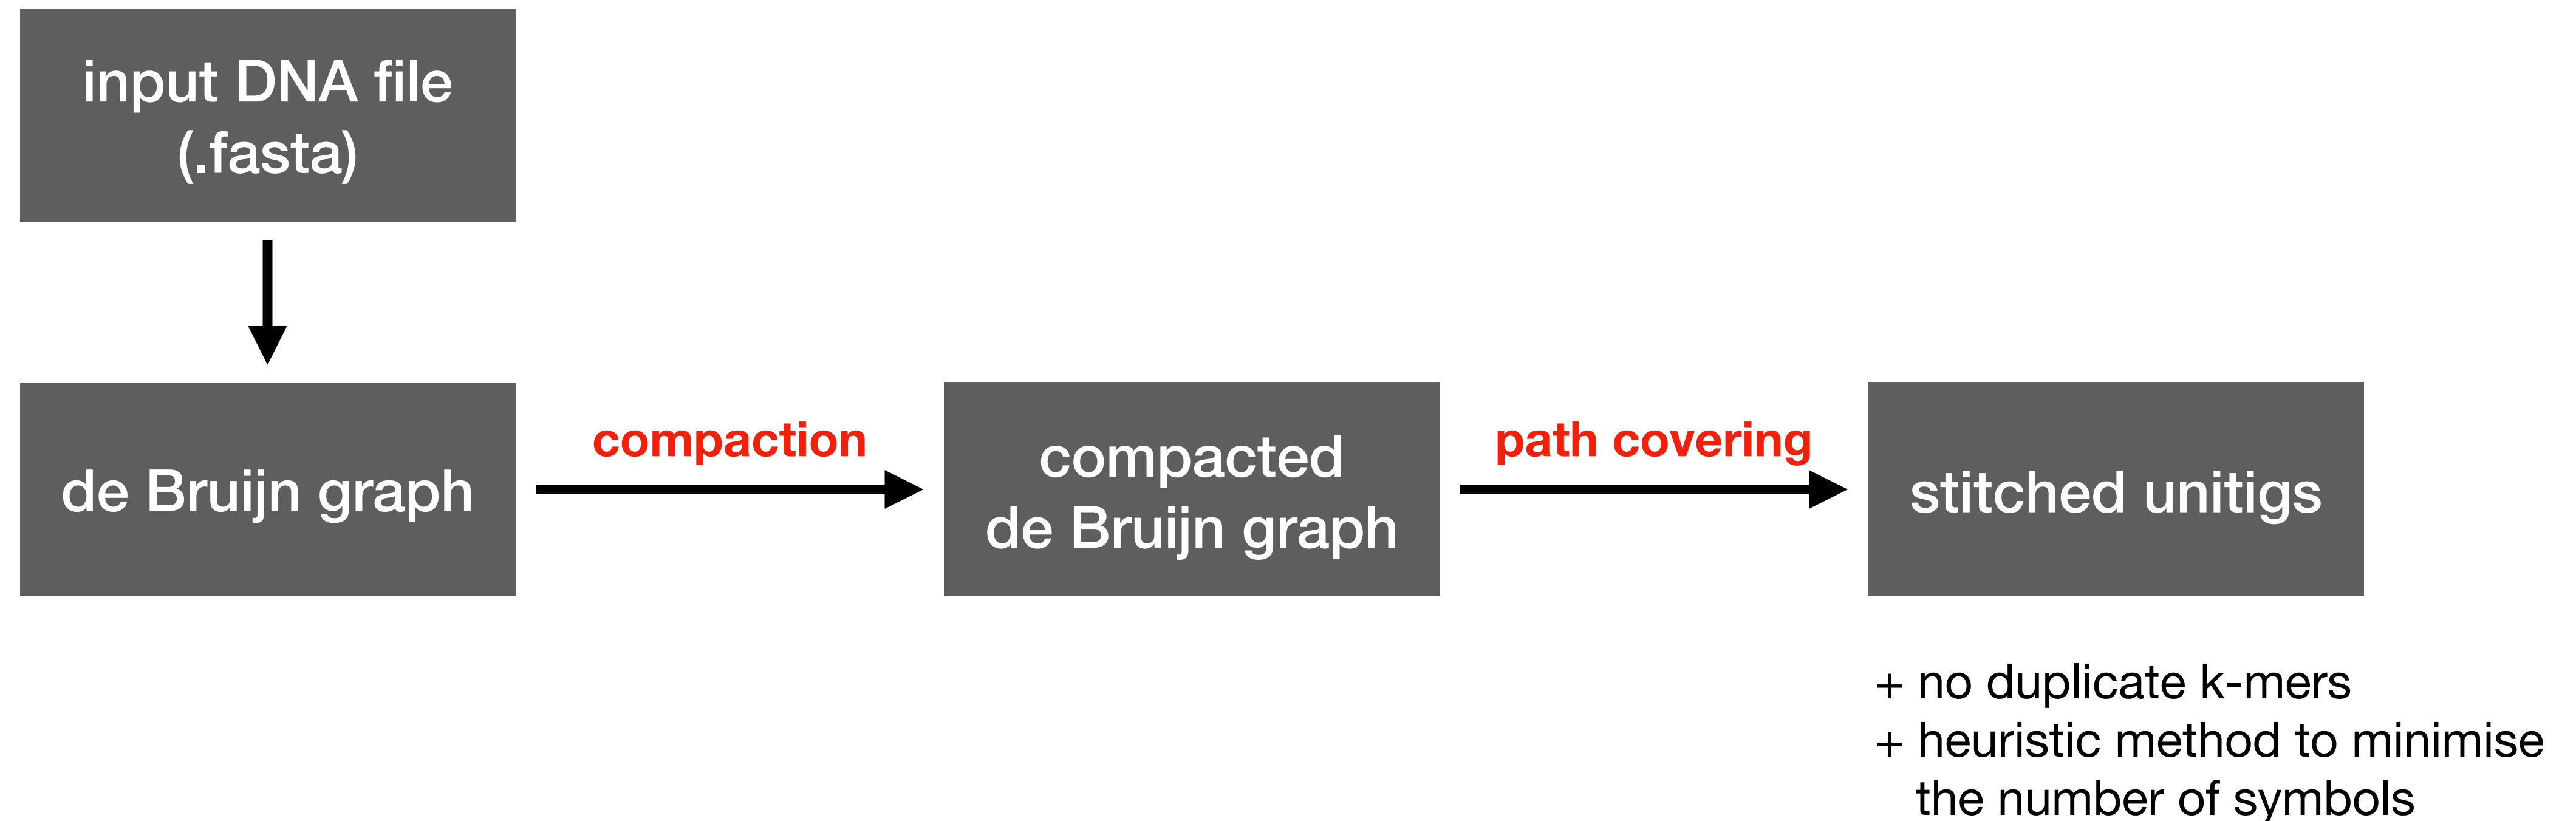 input DNA file
(.fasta)
de Bruijn graph
compaction
compacted
de Bruijn graph
path covering
stitched unitigs
+ no duplicate k-mers
+ heuristic method to minimise
the number of symbols